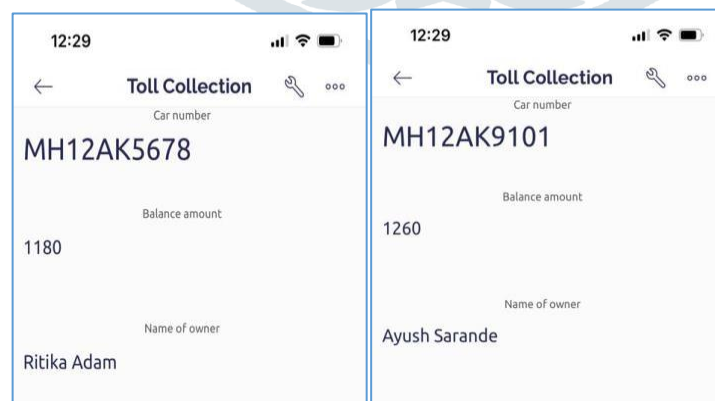 12:29
Toll Collection
Car number
MH12AK5678
Balance amount
1180
Name of owner
Ritika Adam
12:29
Toll Collection
Car number
MH12AK9101
Balance amount
1260
Name of owner
Ayush Sarande